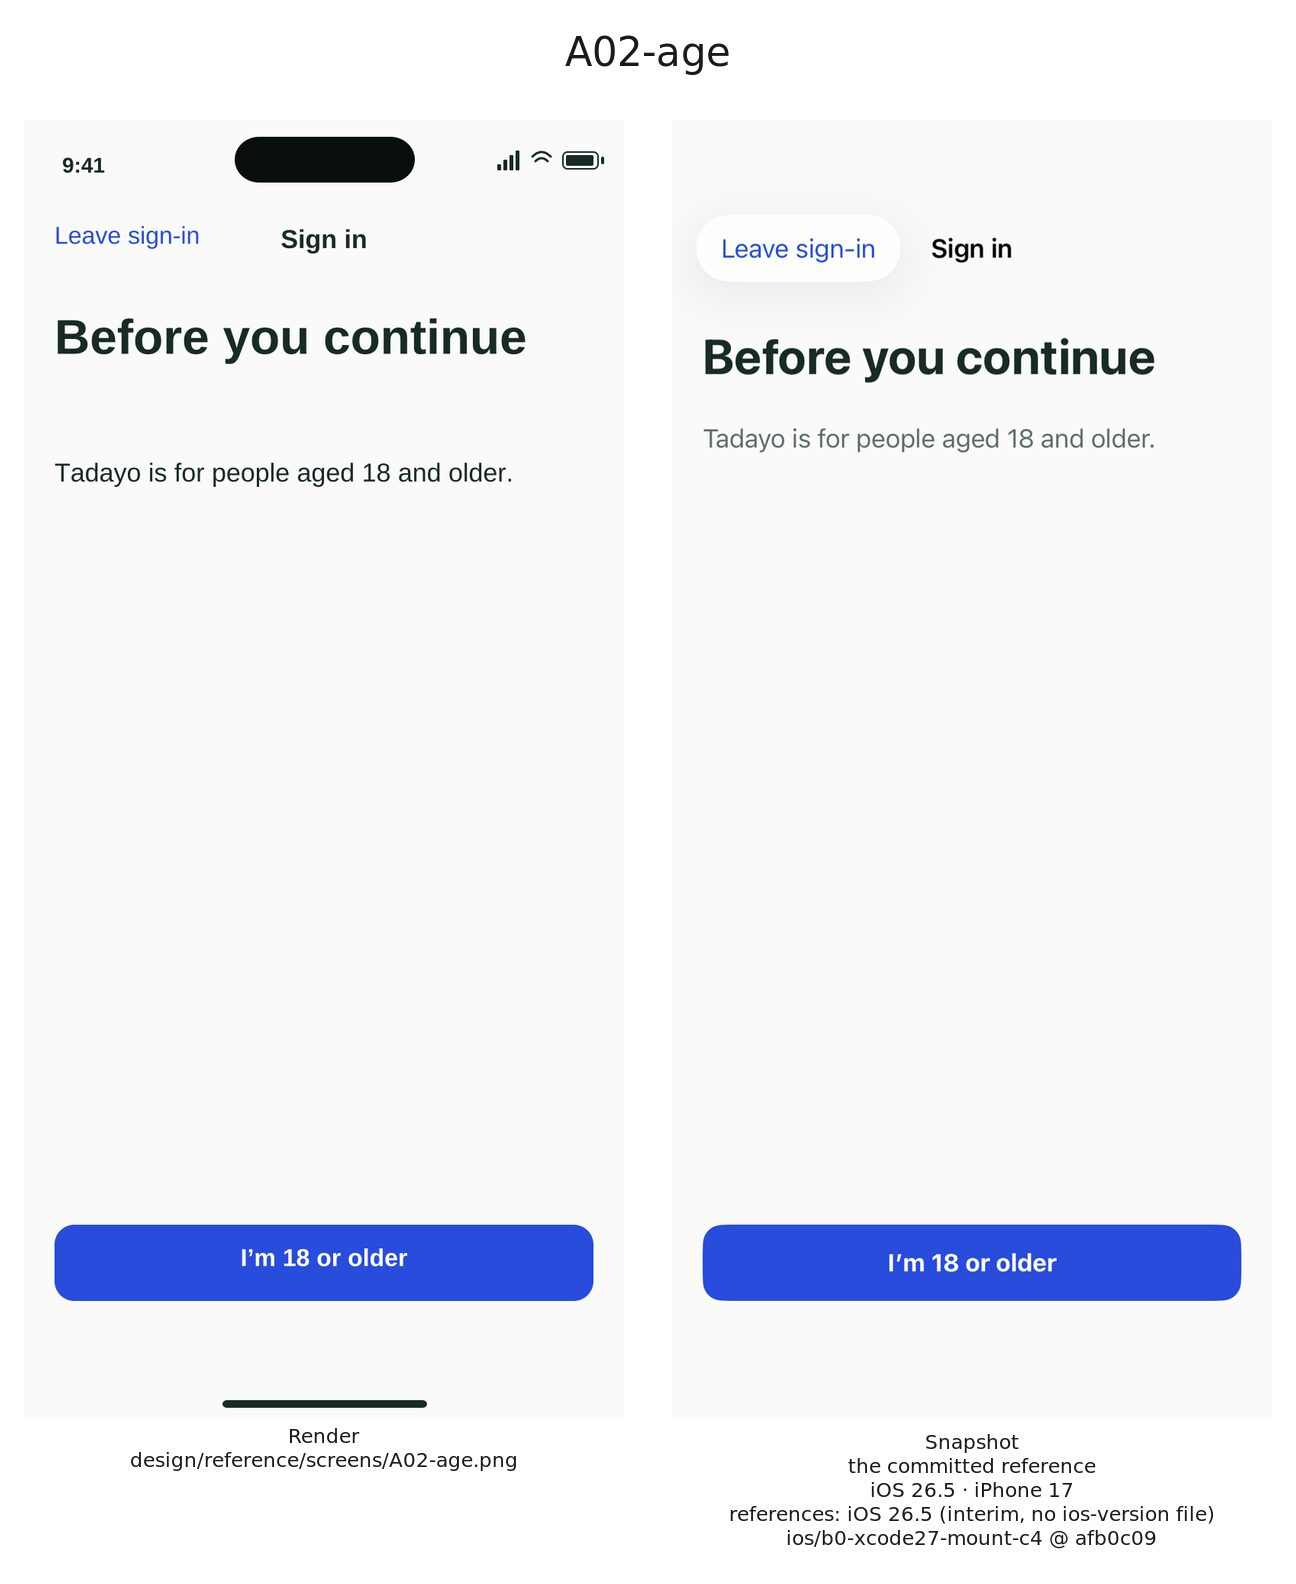 A02-age
9:41
Leave sign-in
Sign in
Before you continue
Tadayo is for people aged 18 and older.
I’m 18 or older
Render
design/reference/screens/A02-age.png
Leave sign-in
Sign in
Before you continue
Tadayo is for people aged 18 and older.
I’m 18 or older
Snapshot
the committed reference
iOS 26.5 · iPhone 17
references: iOS 26.5 (interim, no ios-version file)
ios/b0-xcode27-mount-c4 @ afb0c09